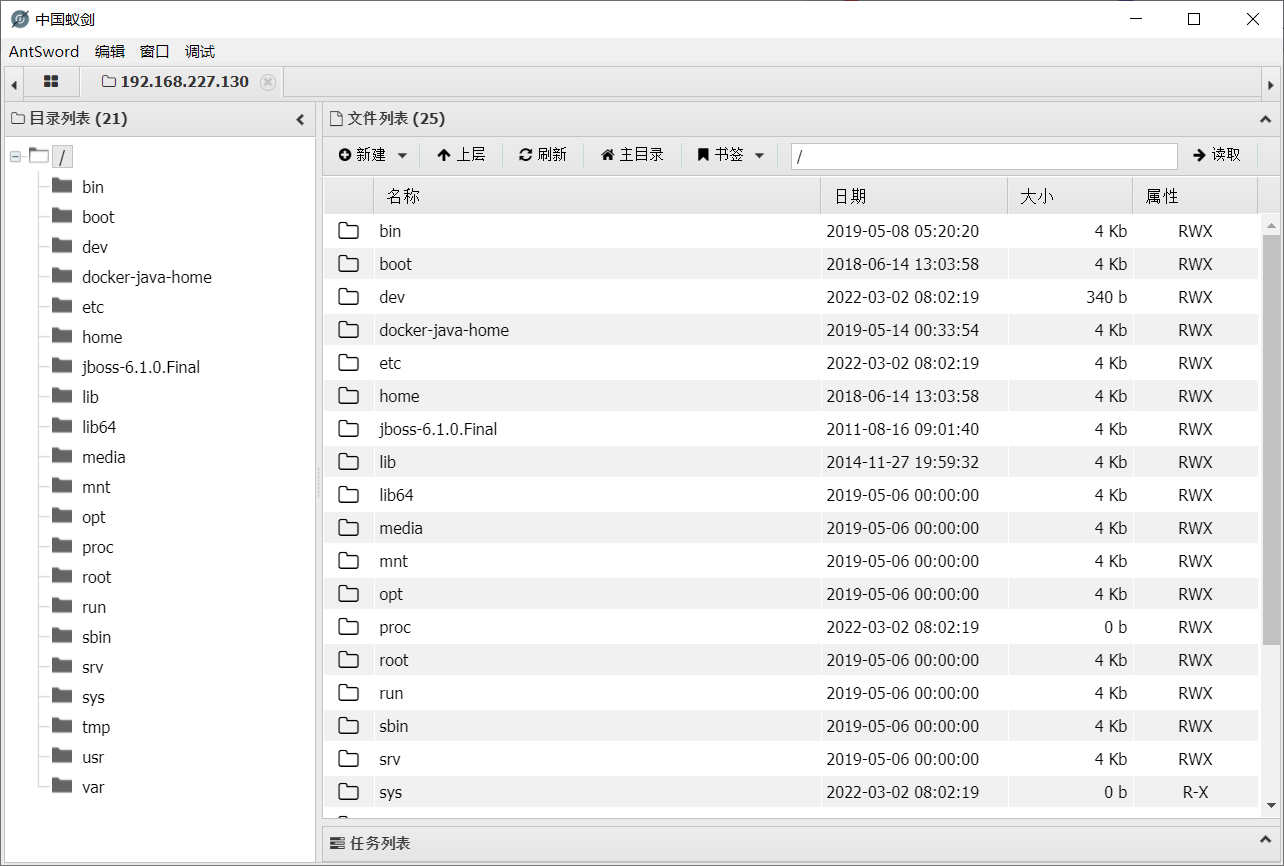 中国蚁剑
AntSword 编辑 窗口 调试
192.168.227.130
目录列表 (21)
/
bin
boot
dev
docker-java-home
etc
home
jboss-6.1.0.Final
lib
lib64
media
mnt
opt
proc
root
run
sbin
srv
sys
tmp
usr
var
文件列表 (25)
新建 上层 刷新 主目录 书签 / 读取
名称 日期 大小 属性
bin 2019-05-08 05:20:20 4 Kb RWX
boot 2018-06-14 13:03:58 4 Kb RWX
dev 2022-03-02 08:02:19 340 b RWX
docker-java-home 2019-05-14 00:33:54 4 Kb RWX
etc 2022-03-02 08:02:19 4 Kb RWX
home 2018-06-14 13:03:58 4 Kb RWX
jboss-6.1.0.Final 2011-08-16 09:01:40 4 Kb RWX
lib 2014-11-27 19:59:32 4 Kb RWX
lib64 2019-05-06 00:00:00 4 Kb RWX
media 2019-05-06 00:00:00 4 Kb RWX
mnt 2019-05-06 00:00:00 4 Kb RWX
opt 2019-05-06 00:00:00 4 Kb RWX
proc 2022-03-02 08:02:19 0 b RWX
root 2019-05-06 00:00:00 4 Kb RWX
run 2019-05-06 00:00:00 4 Kb RWX
sbin 2019-05-06 00:00:00 4 Kb RWX
srv 2019-05-06 00:00:00 4 Kb RWX
sys 2022-03-02 08:02:19 0 b R-X
任务列表